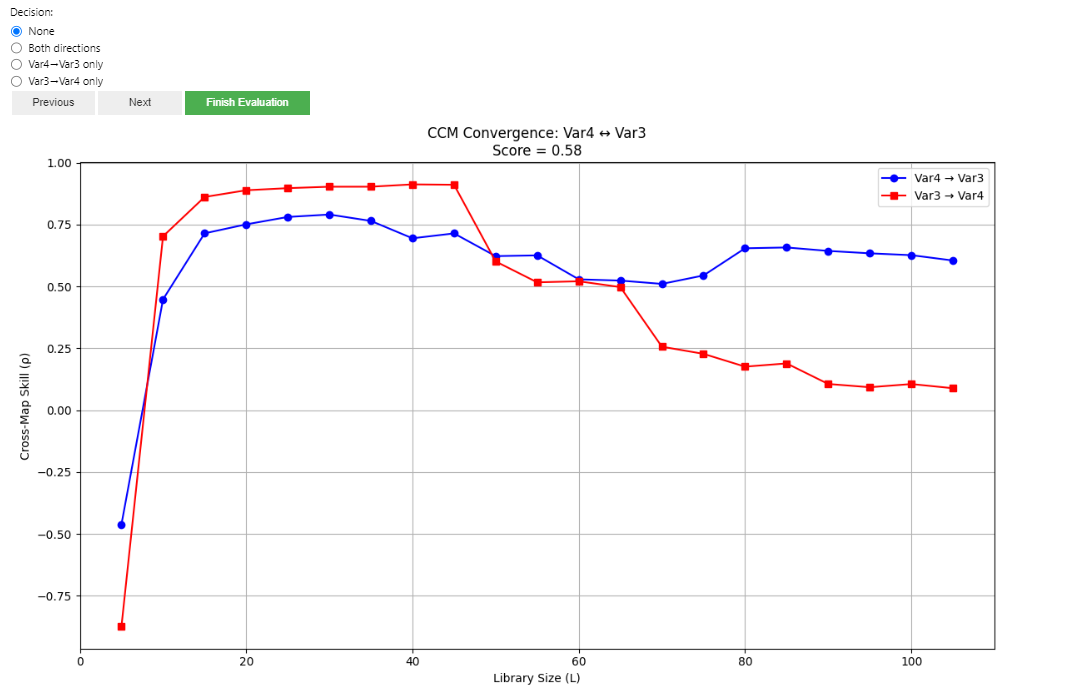 Decision:
None
Both directions
Var4→Var3 only
Var3→Var4 only
Previous Next Finish Evaluation
CCM Convergence: Var4 ↔ Var3
Score = 0.58
Var4 → Var3
Var3 → Var4
1.00
0.75
0.50
0.25
0.00
−0.25
−0.50
−0.75
Cross-Map Skill (ρ)
0 20 40 60 80 100
Library Size (L)